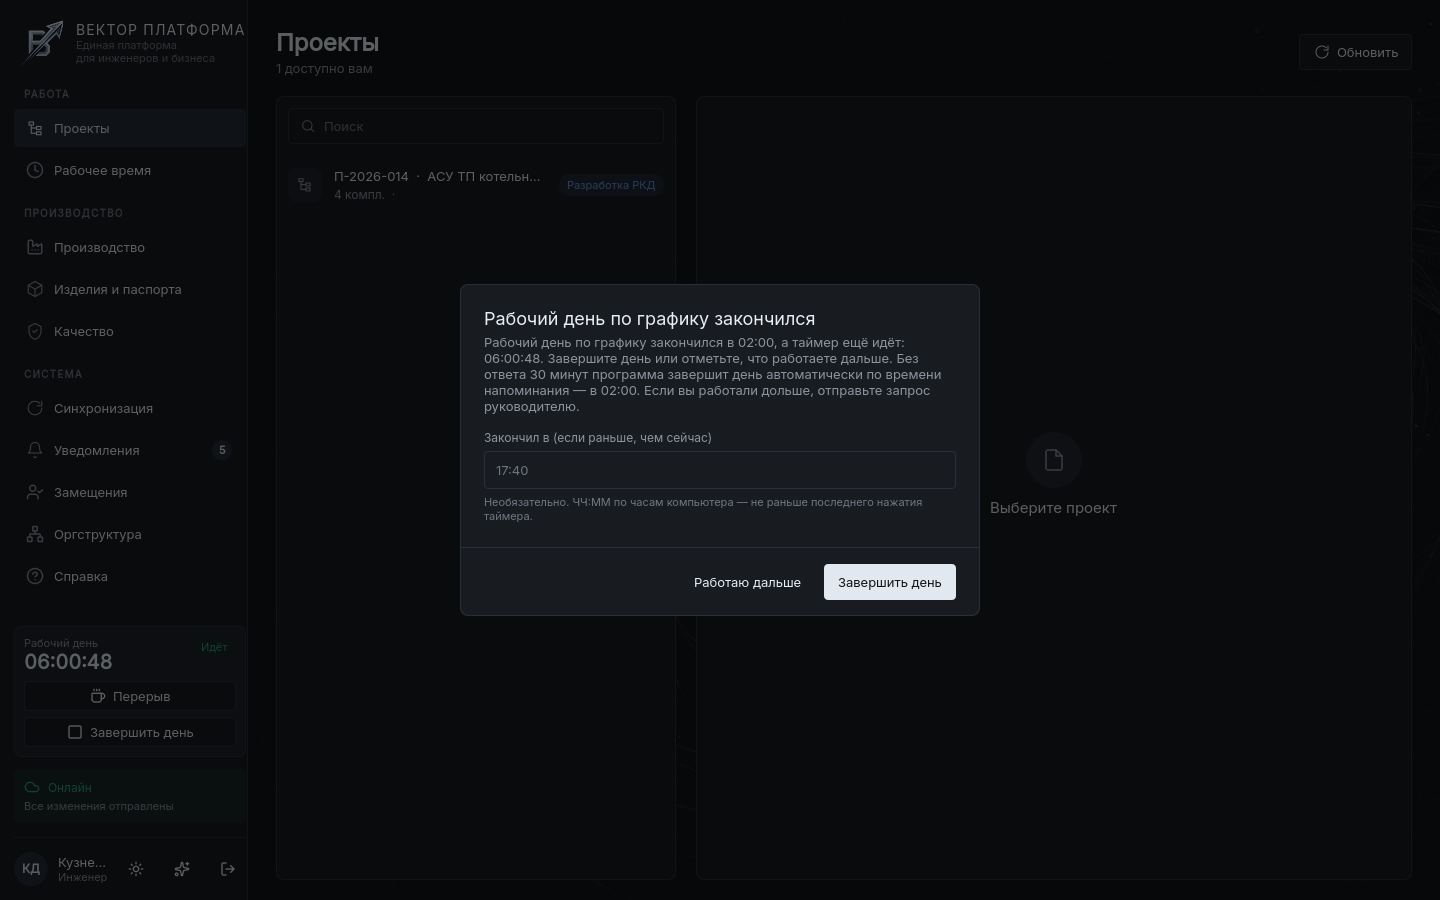 ВЕКТОР ПЛАТФОРМА
Единая платформа
для инженеров и бизнеса
РАБОТА
Проекты
Рабочее время
ПРОИЗВОДСТВО
Производство
Изделия и паспорта
Качество
СИСТЕМА
Синхронизация
Уведомления 5
Замещения
Оргструктура
Справка
Рабочий день
Идёт
06:00:48
Перерыв
Завершить день
Онлайн
Все изменения отправлены
КД
Кузне...
Инженер
Проекты
1 доступно вам
Обновить
Поиск
П-2026-014 · АСУ ТП котельн...
4 компл. ·
Разработка РКД
Выберите проект
Рабочий день по графику закончился
Рабочий день по графику закончился в 02:00, а таймер ещё идёт:
06:00:48. Завершите день или отметьте, что работаете дальше. Без
ответа 30 минут программа завершит день автоматически по времени
напоминания — в 02:00. Если вы работали дольше, отправьте запрос
руководителю.
Закончил в (если раньше, чем сейчас)
17:40
Необязательно. ЧЧ:ММ по часам компьютера — не раньше последнего нажатия
таймера.
Работаю дальше
Завершить день